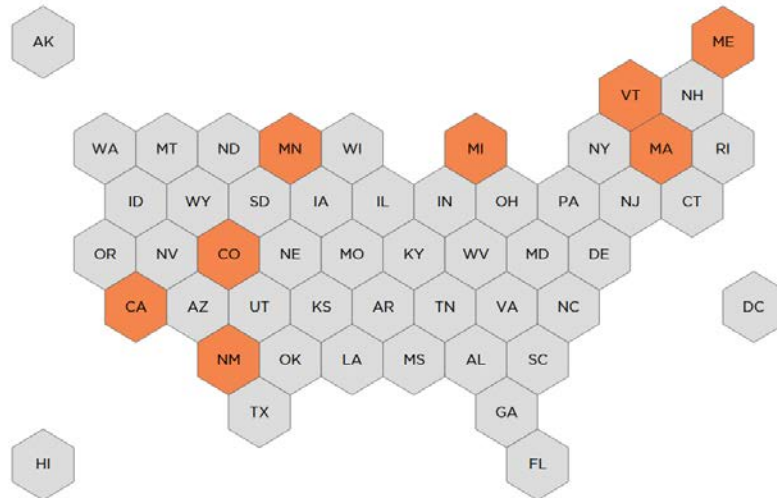 AK ME
VT NH
WA MT ND MN WI MI NY MA RI
ID WY SD IA IL IN OH PA NJ CT
OR NV CO NE MO KY WV MD DE
CA AZ UT KS AR TN VA NC DC
NM OK LA MS AL SC
TX GA
HI FL